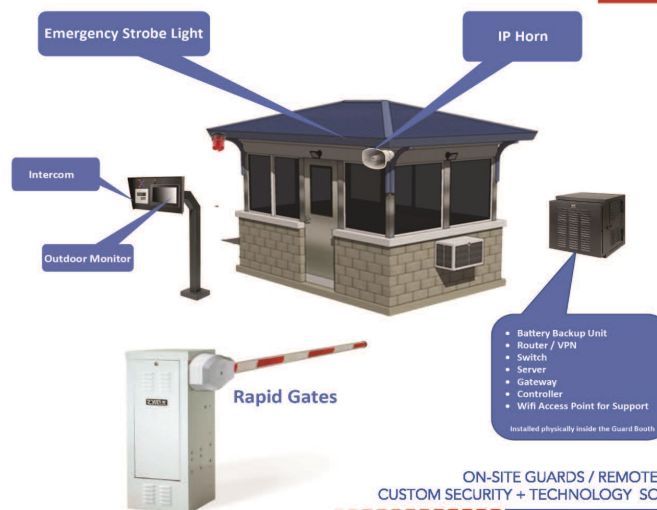 Emergency Strobe Light
IP Horn
Intercom
Outdoor Monitor
• Battery Backup Unit
• Router / VPN
• Switch
• Server
• Gateway
• Controller
• Wifi Access Point for Support
Installed physically inside the Guard Booth
Rapid Gates
ON-SITE GUARDS / REMOTE
CUSTOM SECURITY + TECHNOLOGY SO